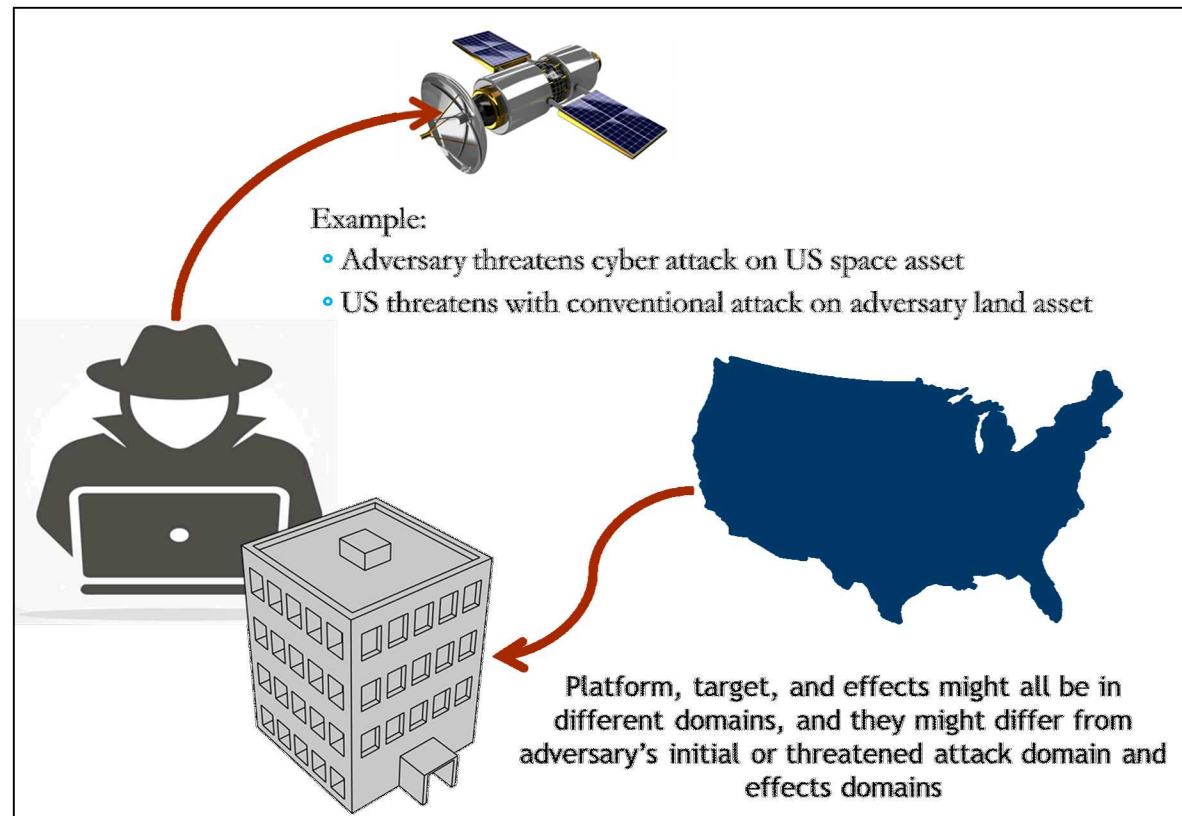 Example:
• Adversary threatens cyber attack on US space asset
• US threatens with conventional attack on adversary land asset
Platform, target, and effects might all be in
different domains, and they might differ from
adversary's initial or threatened attack domain and
effects domains